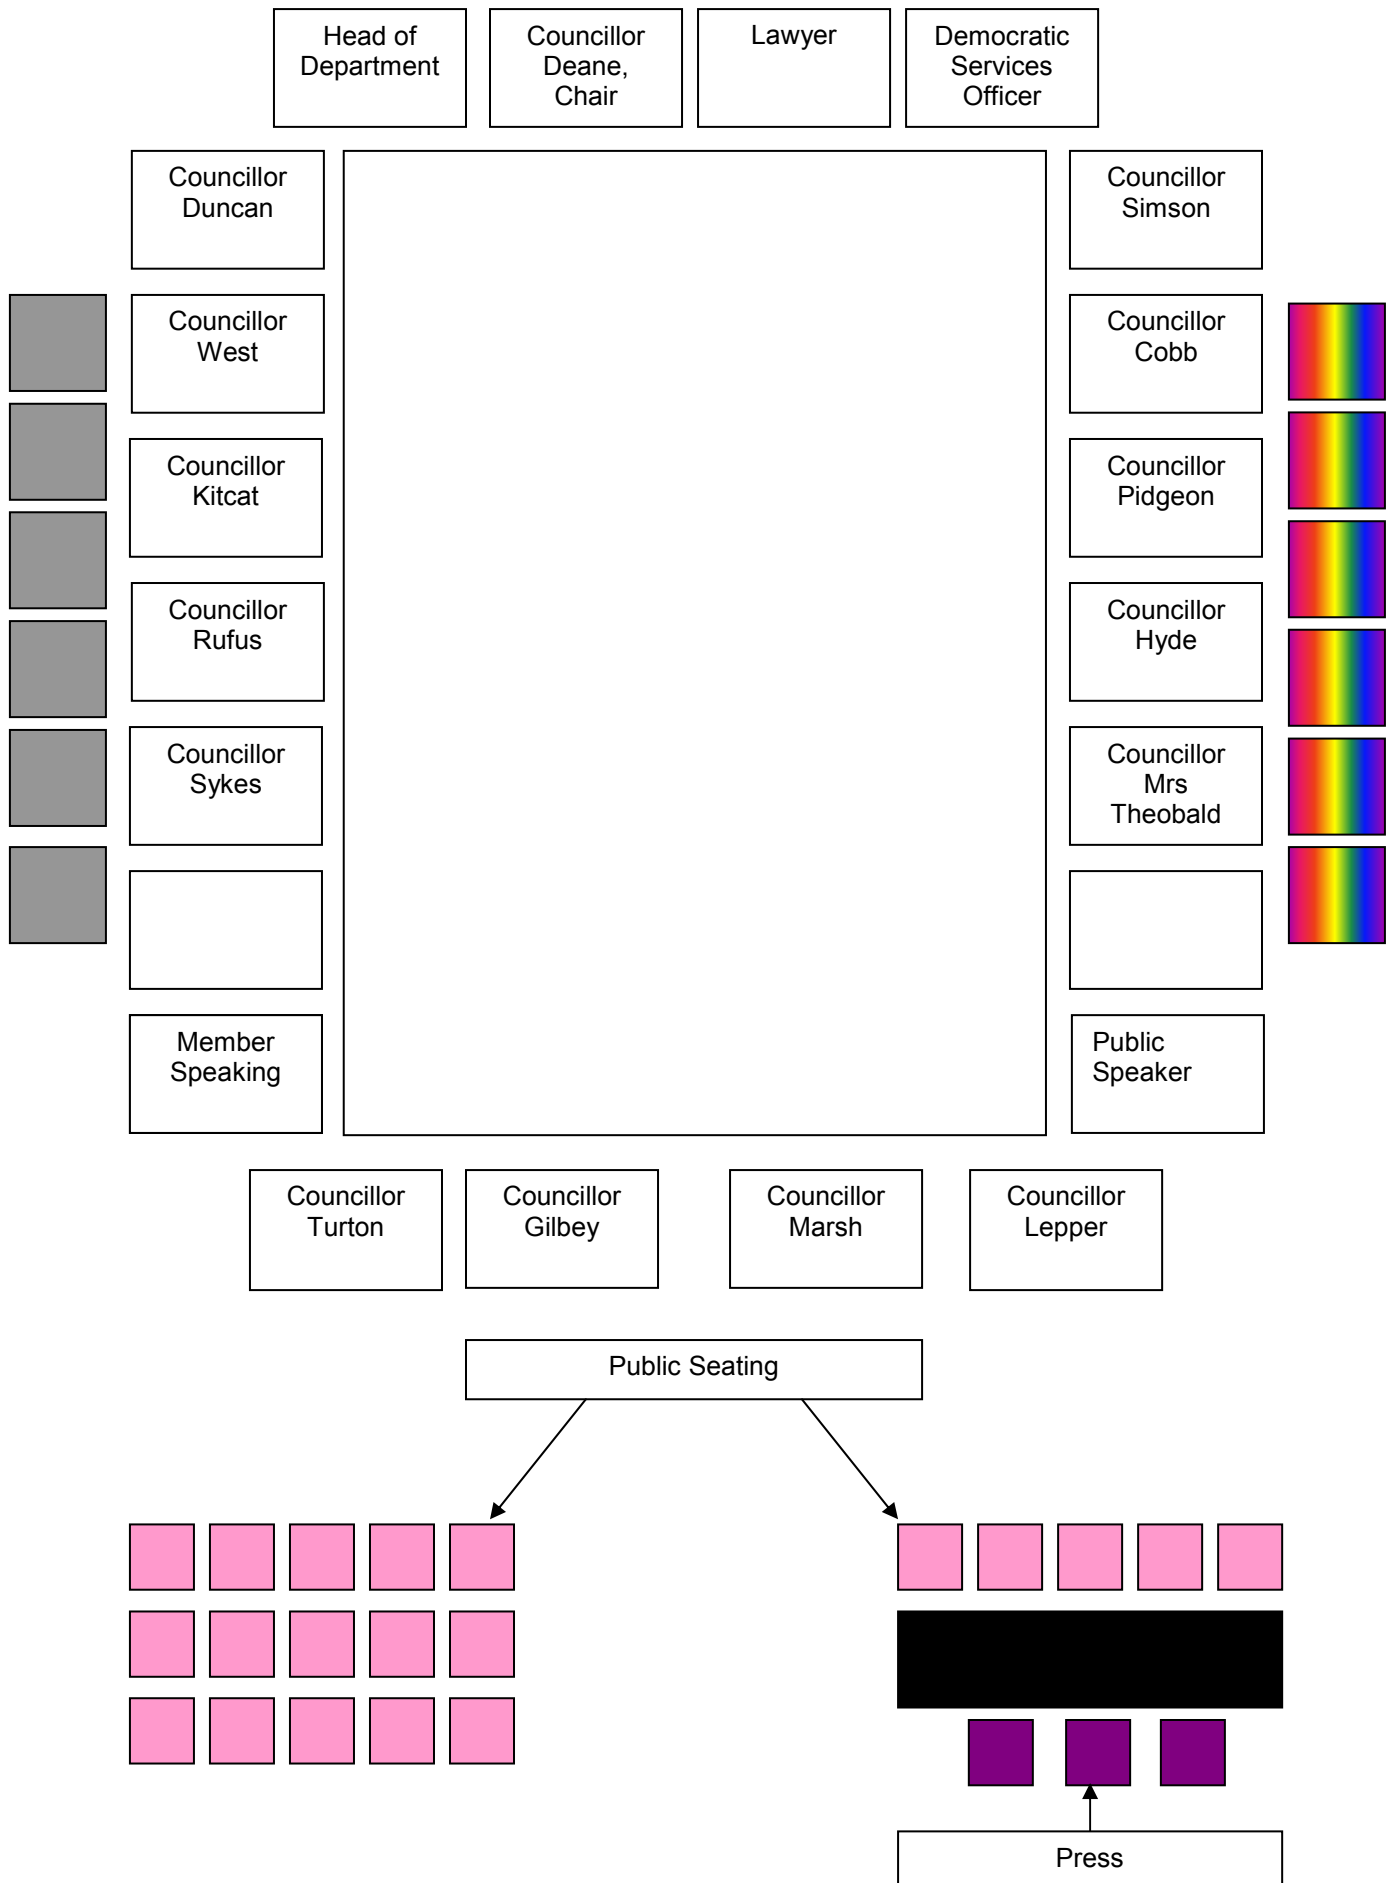 Head of
Department
Councillor
Deane,
Chair
Lawyer
Democratic
Services
Officer
Councillor
Duncan
Councillor
Simson
Councillor
West
Councillor
Cobb
Councillor
Kitcat
Councillor
Pidgeon
Councillor
Rufus
Councillor
Hyde
Councillor
Sykes
Councillor
Mrs
Theobald
Member
Speaking
Public
Speaker
Councillor
Turton
Councillor
Gilbey
Councillor
Marsh
Councillor
Lepper
Public Seating
Press